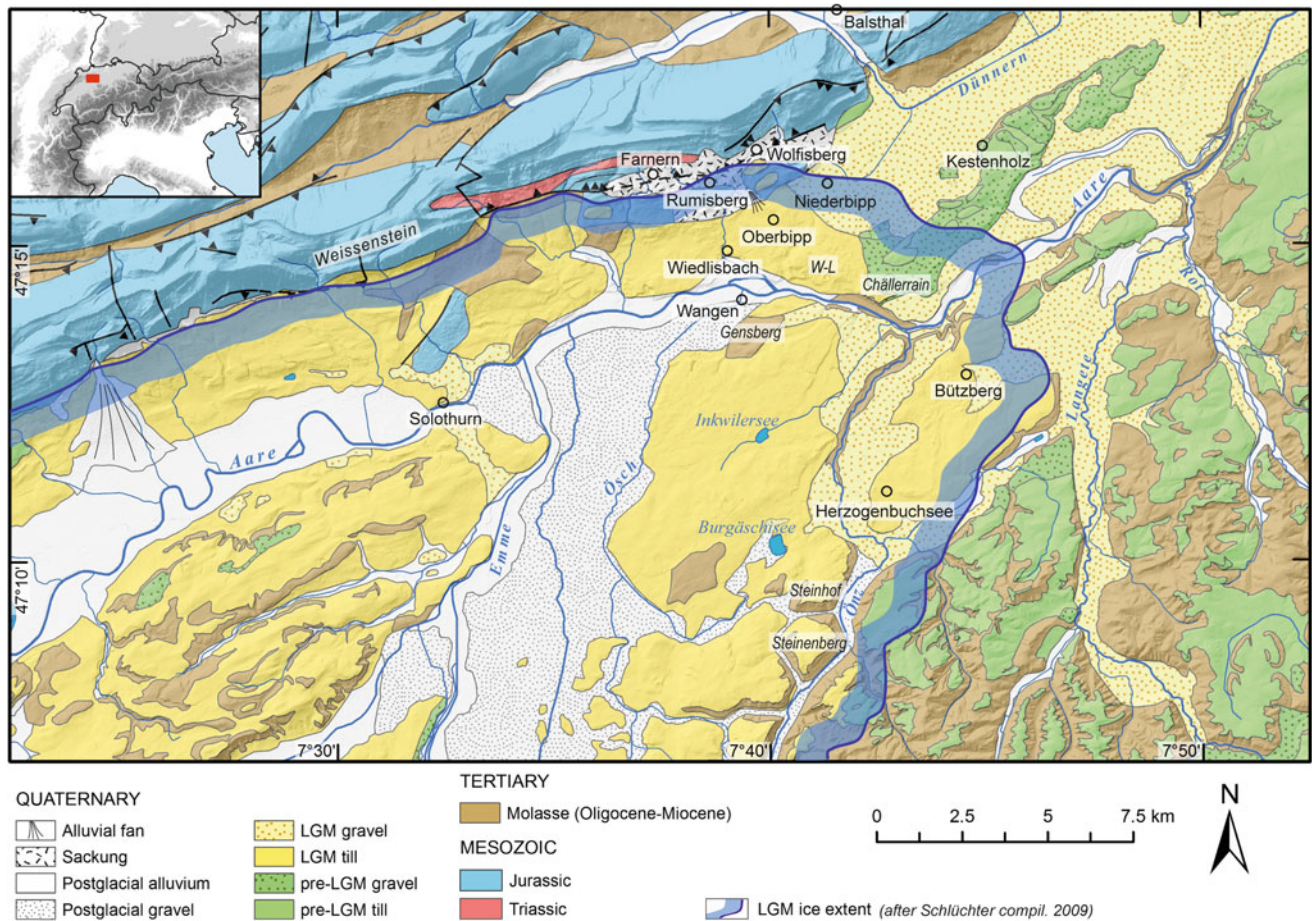 Balsthal
Dünnern
Wolfisberg
Farnern
Kestenholz
Aare
Rumisberg
Niederbipp
Oberbipp
Weissenstein
Wiedlisbach
W-L
Chällerrain
Rot
47°15'
Wangen
Gensberg
Bützberg
Langete
Solothurn
Inkwilersee
Aare
Ösch
Herzogenbuchsee
Emme
Burgäschisee
47°10'
Steinhof
Önz
Steinenberg
7°30'
7°40'
7°50'
QUATERNARY
Alluvial fan
Sackung
Postglacial alluvium
Postglacial gravel
LGM gravel
LGM till
pre-LGM gravel
pre-LGM till
TERTIARY
Molasse (Oligocene-Miocene)
MESOZOIC
Jurassic
Triassic
0 2.5 5 7.5 km
N
LGM ice extent (after Schlüchter compil. 2009)